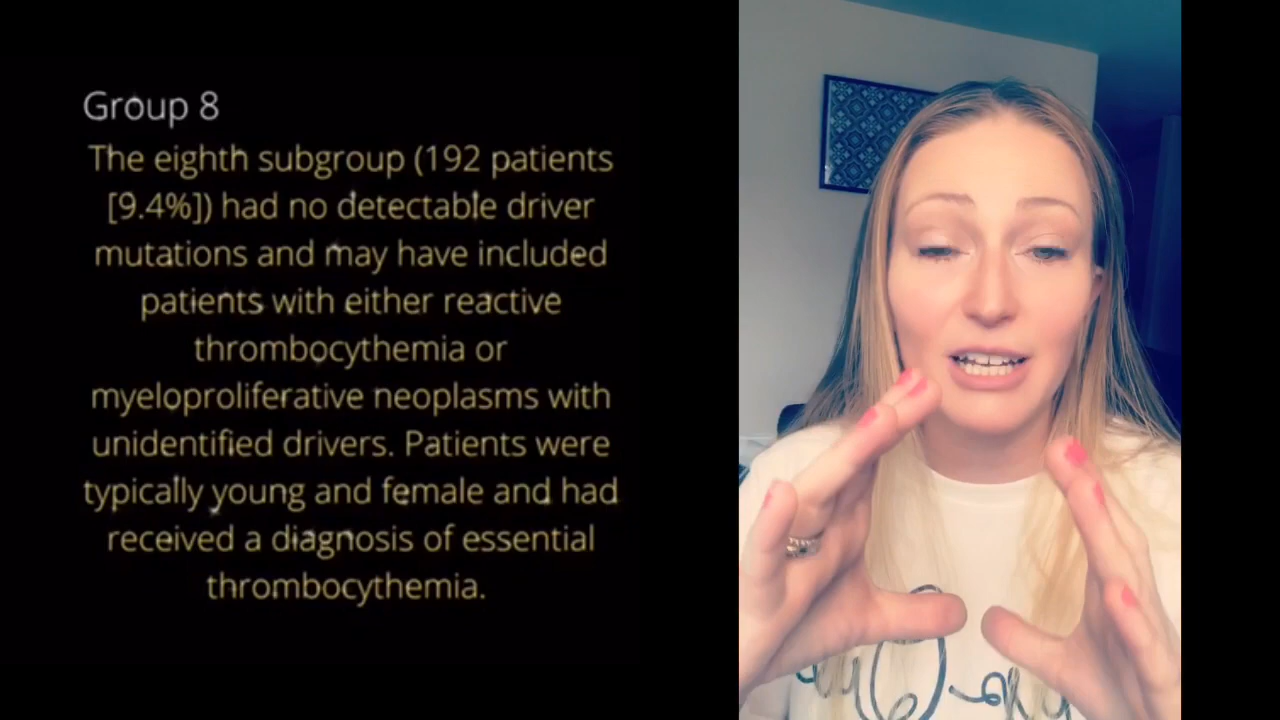 Group 8
The eighth subgroup (192 patients
[9.4%]) had no detectable driver
mutations and may have included
patients with either reactive
thrombocythemia or
myeloproliferative neoplasms with
unidentified drivers. Patients were
typically young and female and had
received a diagnosis of essential
thrombocythemia.